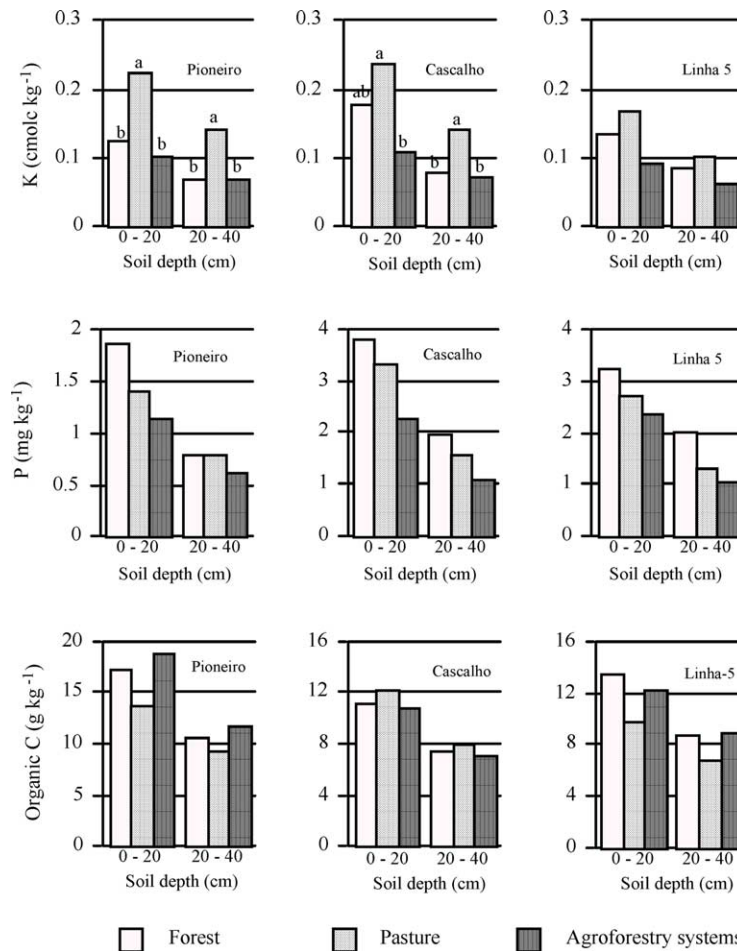 0.3 0.3 0.3
Pioneiro Cascalho Linha 5
a a
0.2 0.2 0.2
ab
K (cmolc kg-1)
b a b a
0.1 0.1 0.1
b b b b
0 0 0
0 - 20 20 - 40 0 - 20 20 - 40 0 - 20 20 - 40
Soil depth (cm) Soil depth (cm) Soil depth (cm)
2 4 4
Pioneiro Cascalho Linha 5
1.5 3 3
P (mg kg-1)
1 2 2
0.5 1 1
0 0 0
0 - 20 20 - 40 0 - 20 20 - 40 0 - 20 20 - 40
Soil depth (cm) Soil depth (cm) Soil depth (cm)
20 16 16
Pioneiro Cascalho Linha-5
15 12 12
Organic C (g kg-1)
10 8 8
5 4 4
0 0 0
0 - 20 20 - 40 0 - 20 20 - 40 0 - 20 20 - 40
Soil depth (cm) Soil depth (cm) Soil depth (cm)
Forest Pasture Agroforestry systems